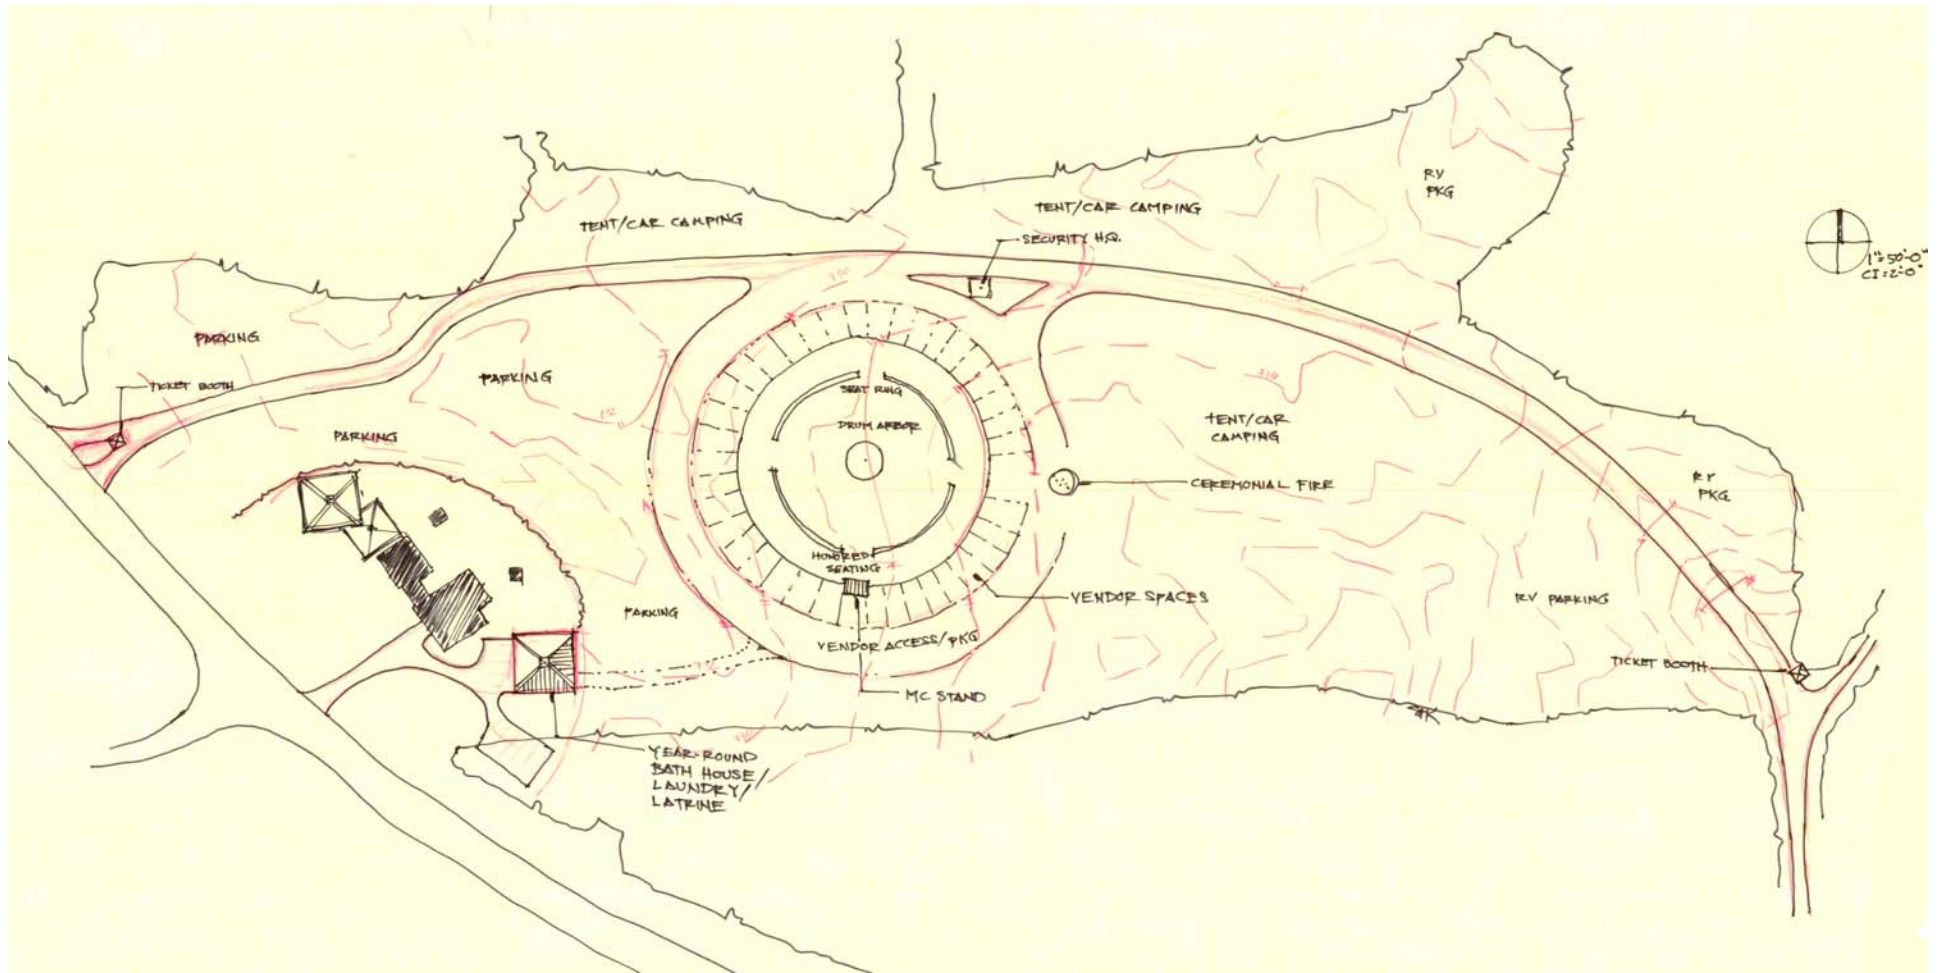 RV
PKG
TENT/CAR CAMPING
TENT/CAR CAMPING
SECURITY H.Q.
1"=50'-0"
CI=2'-0"
PARKING
TICKET BOOTH
PARKING
SEAT RING
PARKING
DRUM ARBOR
TENT/CAR
CAMPING
CEREMONIAL FIRE
RV
PKG
HONORED
SEATING
VENDOR SPACES
RV PARKING
PARKING
VENDOR ACCESS/PKG
TICKET BOOTH
MC STAND
YEAR-ROUND
BATH HOUSE/
LAUNDRY/
LATRINE